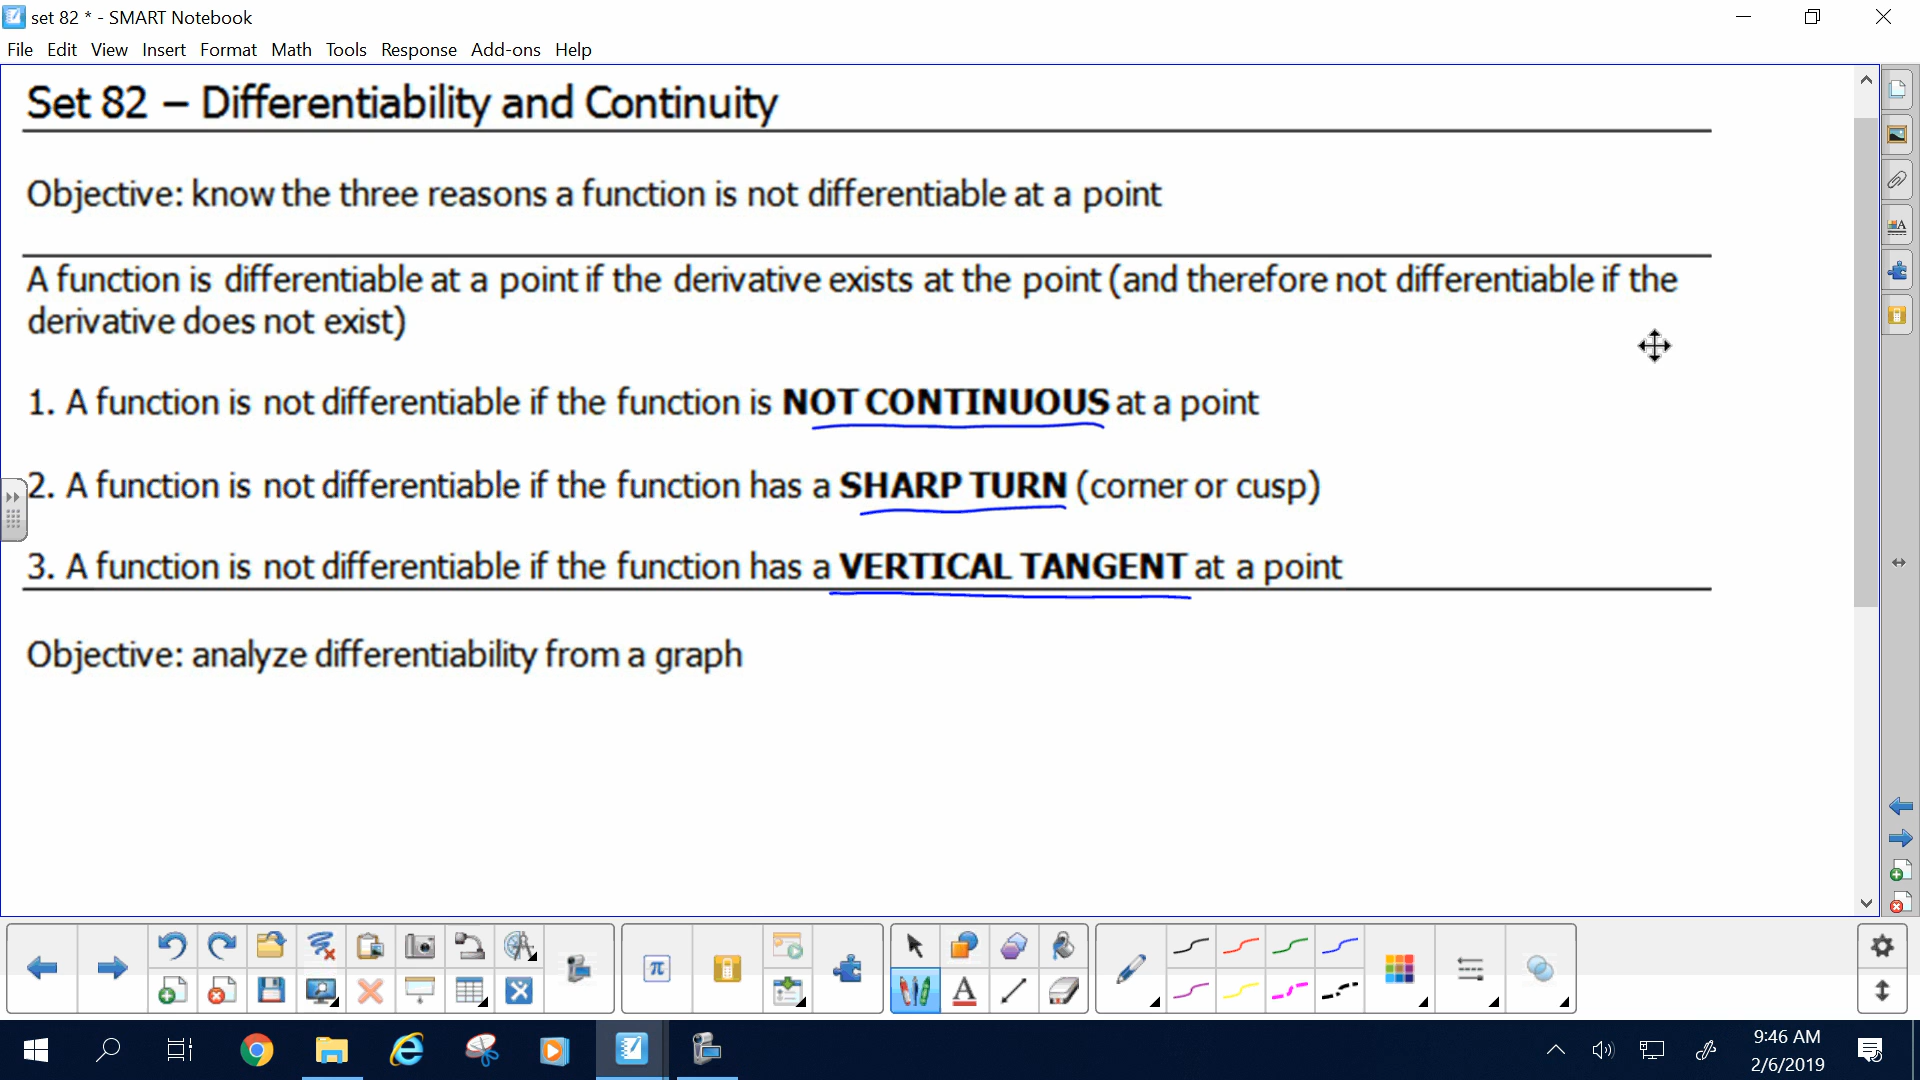 set 82 * - SMART Notebook
File Edit View Insert Format Math Tools Response Add-ons Help
Set 82 – Differentiability and Continuity
Objective: know the three reasons a function is not differentiable at a point
A function is differentiable at a point if the derivative exists at the point (and therefore not differentiable if the
derivative does not exist)
1. A function is not differentiable if the function is NOT CONTINUOUS at a point
2. A function is not differentiable if the function has a SHARP TURN (corner or cusp)
3. A function is not differentiable if the function has a VERTICAL TANGENT at a point
Objective: analyze differentiability from a graph
π
A
9:46 AM
2/6/2019